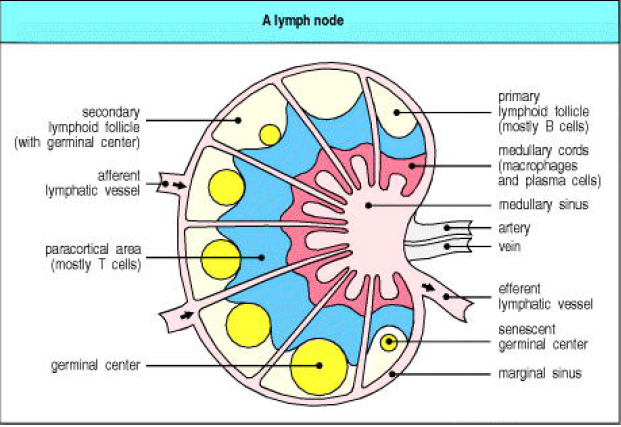 A lymph node
secondary
lymphoid follicle
(with germinal center)
afferent
lymphatic vessel
paracortical area
(mostly T cells)
germinal center
primary
lymphoid follicle
(mostly B cells)
medullary cords
(macrophages
and plasma cells)
medullary sinus
artery
vein
efferent
lymphatic vessel
senescent
germinal center
marginal sinus